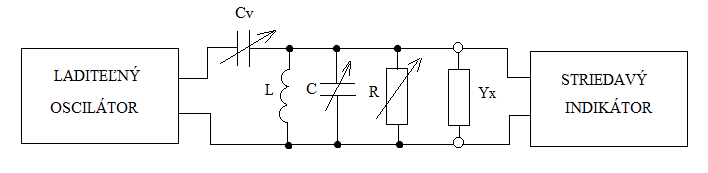 Cv
LADITEĽNÝ
OSCILÁTOR
L
C
R
Yx
STRIEDAVÝ
INDIKÁTOR